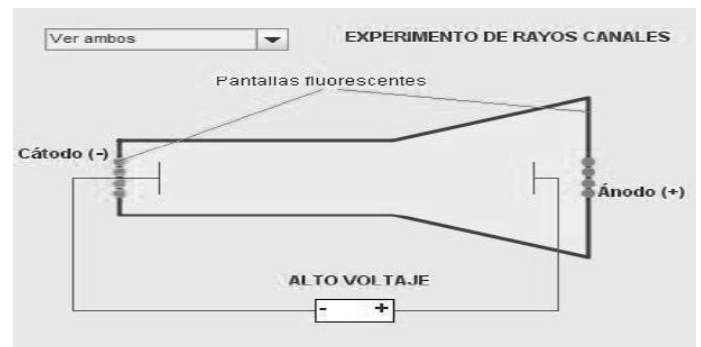 Ver ambos
EXPERIMENTO DE RAYOS CANALES
Pantallas fluorescentes
Cátodo (-)
Ánodo (+)
ALTO VOLTAJE
- +